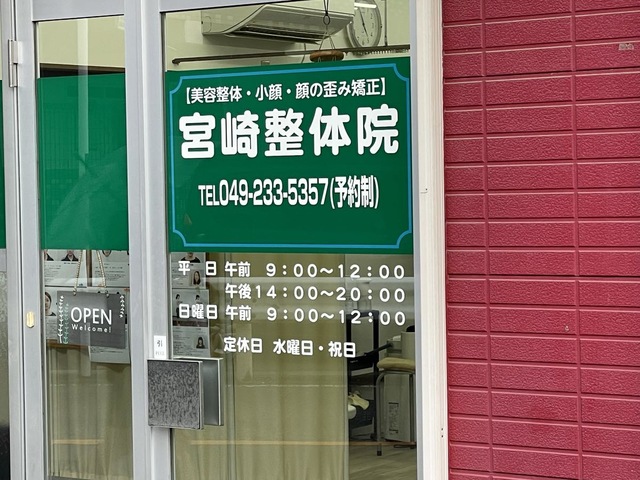 【美容整体・小顔・顔の歪み矯正】
宮崎整体院
TEL049-233-5357(予約制)
平 日 午前 9：00～12：00
午後14：00～20：00
日曜日 午前 9：00～12：00
定休日 水曜日・祝日
OPEN
Welcome!